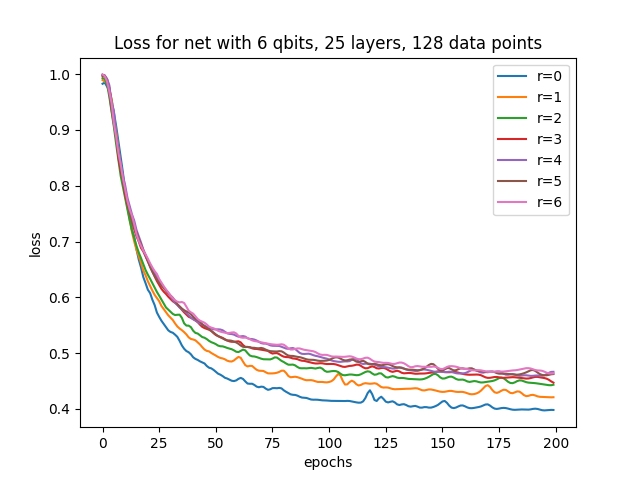 Loss for net with 6 qbits, 25 layers, 128 data points
1.0
0.9
0.8
0.7
0.6
0.5
0.4
loss
r=0
r=1
r=2
r=3
r=4
r=5
r=6
0 25 50 75 100 125 150 175 200
epochs